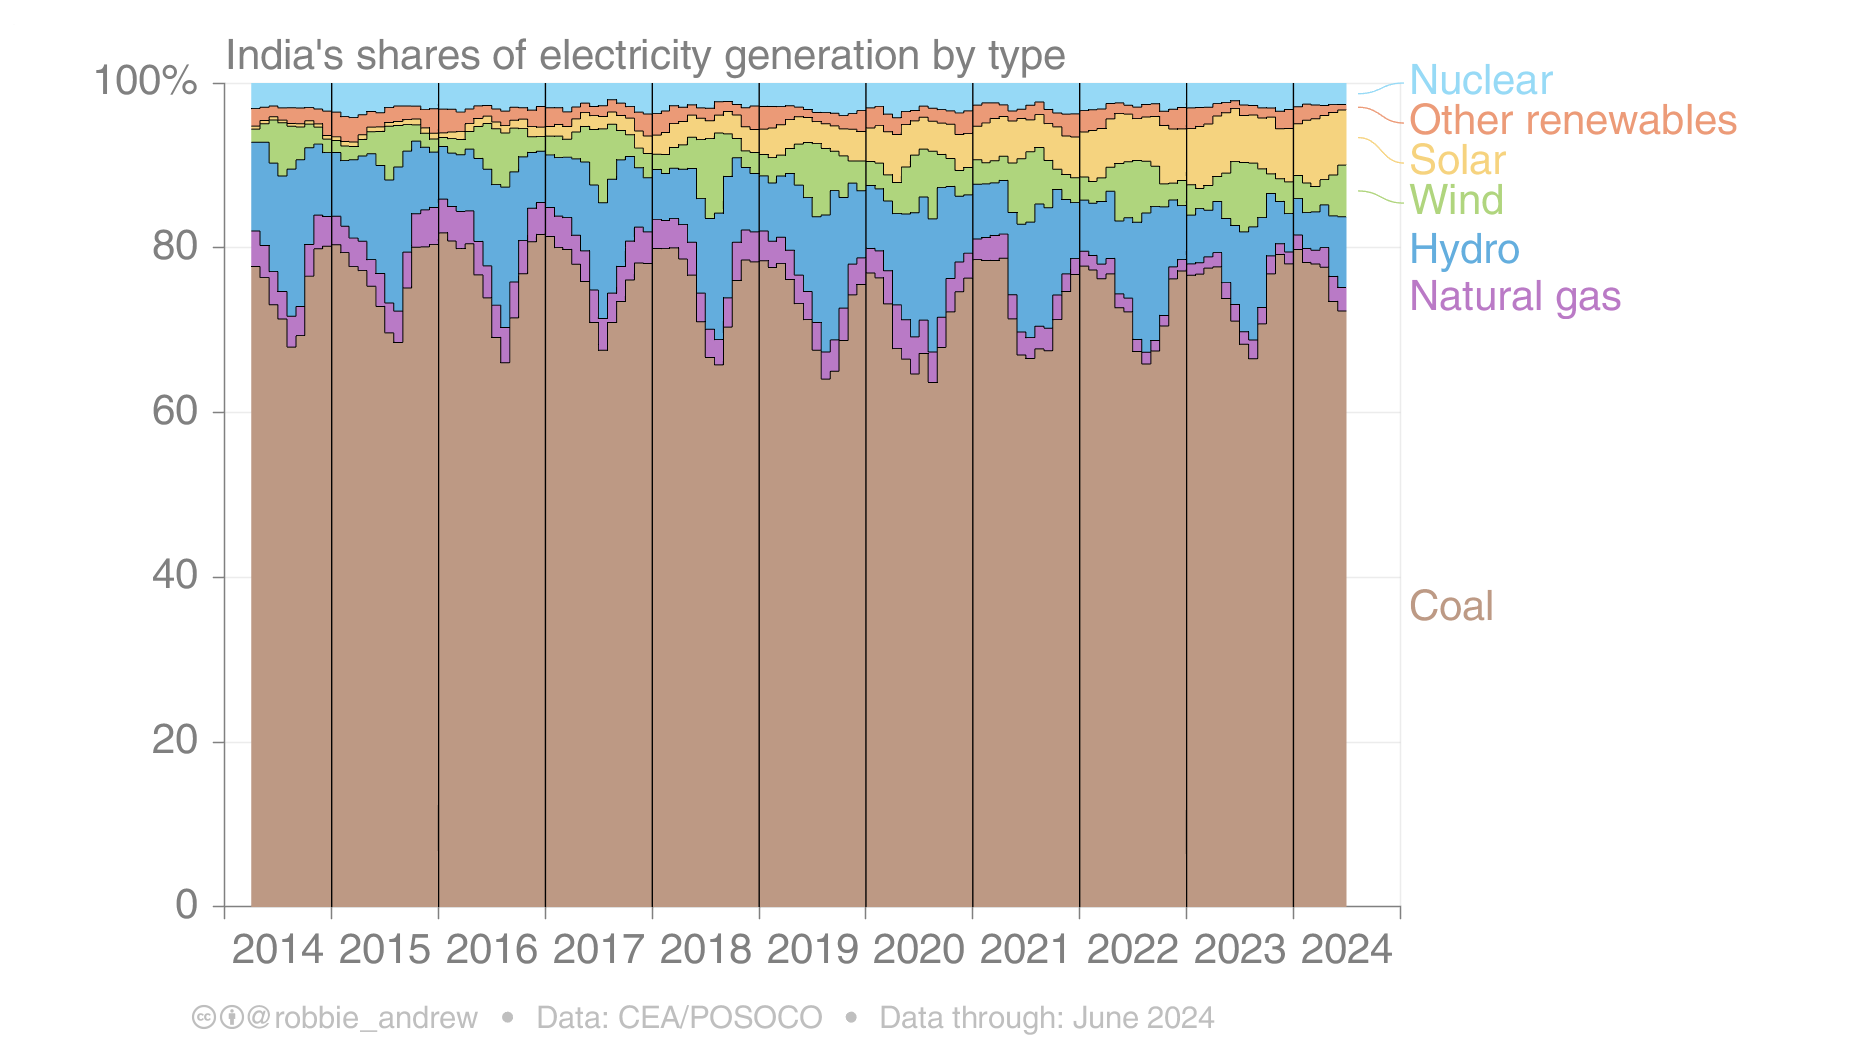 India's shares of electricity generation by type
100%
80
60
40
20
0
Nuclear
Other renewables
Solar
Wind
Hydro
Natural gas
Coal
2014 2015 2016 2017 2018 2019 2020 2021 2022 2023 2024
@robbie_andrew • Data: CEA/POSOCO • Data through: June 2024